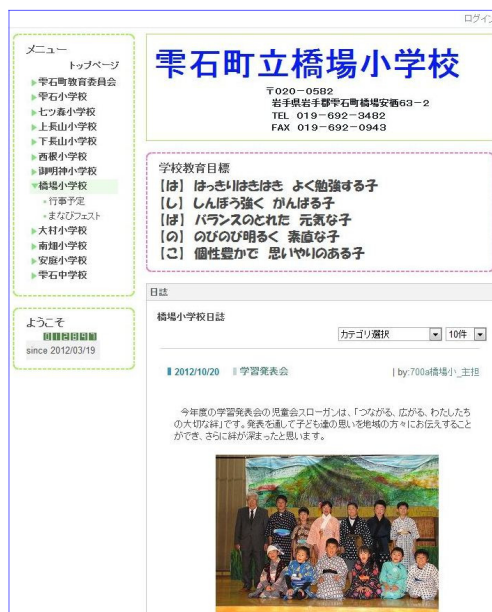 ログイン
メニュー
トップページ
雫石町教育委員会
雫石小学校
七ツ森小学校
上長山小学校
下長山小学校
西根小学校
御明神小学校
橋場小学校
行事予定
まなびフェスト
大村小学校
南畑小学校
安庭小学校
雫石中学校
ようこそ
012897
since 2012/03/19
雫石町立橋場小学校
〒020-0582
岩手県岩手郡雫石町橋場安栖63-2
TEL 019-692-3482
FAX 019-692-0943
学校教育目標
【は】 はっきりはきはき よく勉強する子
【し】 しんぼう強く がんばる子
【ば】 バランスのとれた 元気な子
【の】 のびのび明るく 素直な子
【こ】 個性豊かで 思いやりのある子
日誌
橋場小学校日誌
カテゴリ選択 10件
2012/10/20 学習発表会 | by:700a橋場小_主担
今年度の学習発表会の児童会スローガンは、「つながる、広がる、わたしたち
の大切な絆」です。発表を通して子ども達の思いを地域の方々にお伝えすること
ができ、さらに絆が深まったと思います。